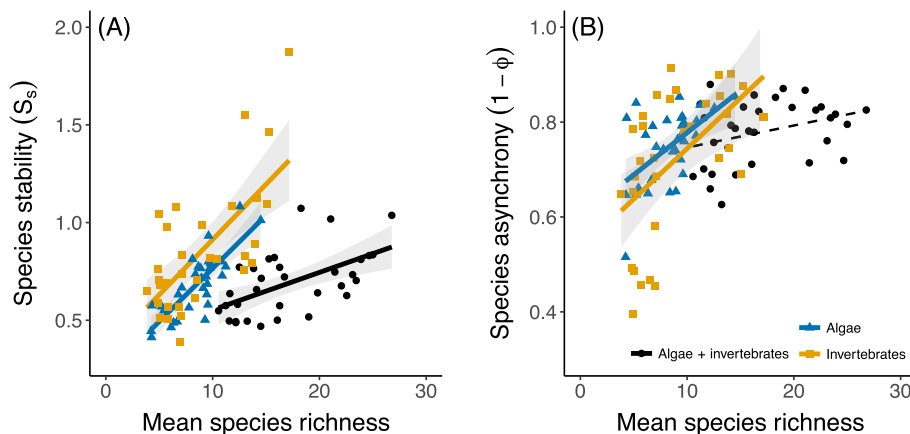 (A)
Species stability (Ss)
2.0
1.5
1.0
0.5
0
10
20
30
Mean species richness
(B)
Species asynchrony (1 − ϕ)
1.0
0.8
0.6
0.4
Algae
Algae + invertebrates
Invertebrates
0
10
20
30
Mean species richness